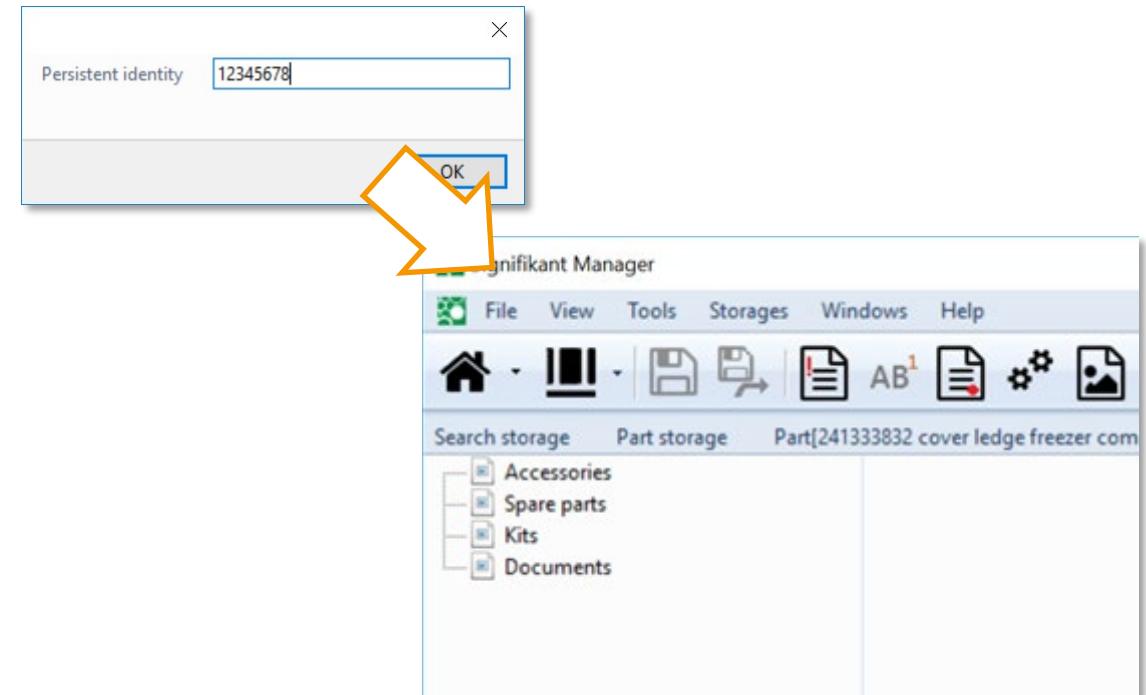 Persistent identity 12345678
OK
gnifikant Manager
File View Tools Storages Windows Help
AB1
Search storage Part storage Part[241333832 cover ledge freezer com
Accessories
Spare parts
Kits
Documents